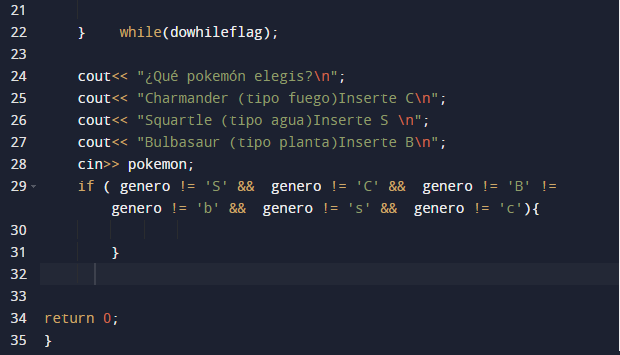 21
22 }    while(dowhileflag);
23
24 cout<< "¿Qué pokemón elegis?\n";
25 cout<< "Charmander (tipo fuego)Inserte C\n";
26 cout<< "Squartle (tipo agua)Inserte S \n";
27 cout<< "Bulbasaur (tipo planta)Inserte B\n";
28 cin>> pokemon;
29 if ( genero != 'S' &&  genero != 'C' &&  genero != 'B' !=
genero != 'b' &&  genero != 's' &&  genero != 'c'){
30
31 }
32
33
34 return 0;
35 }